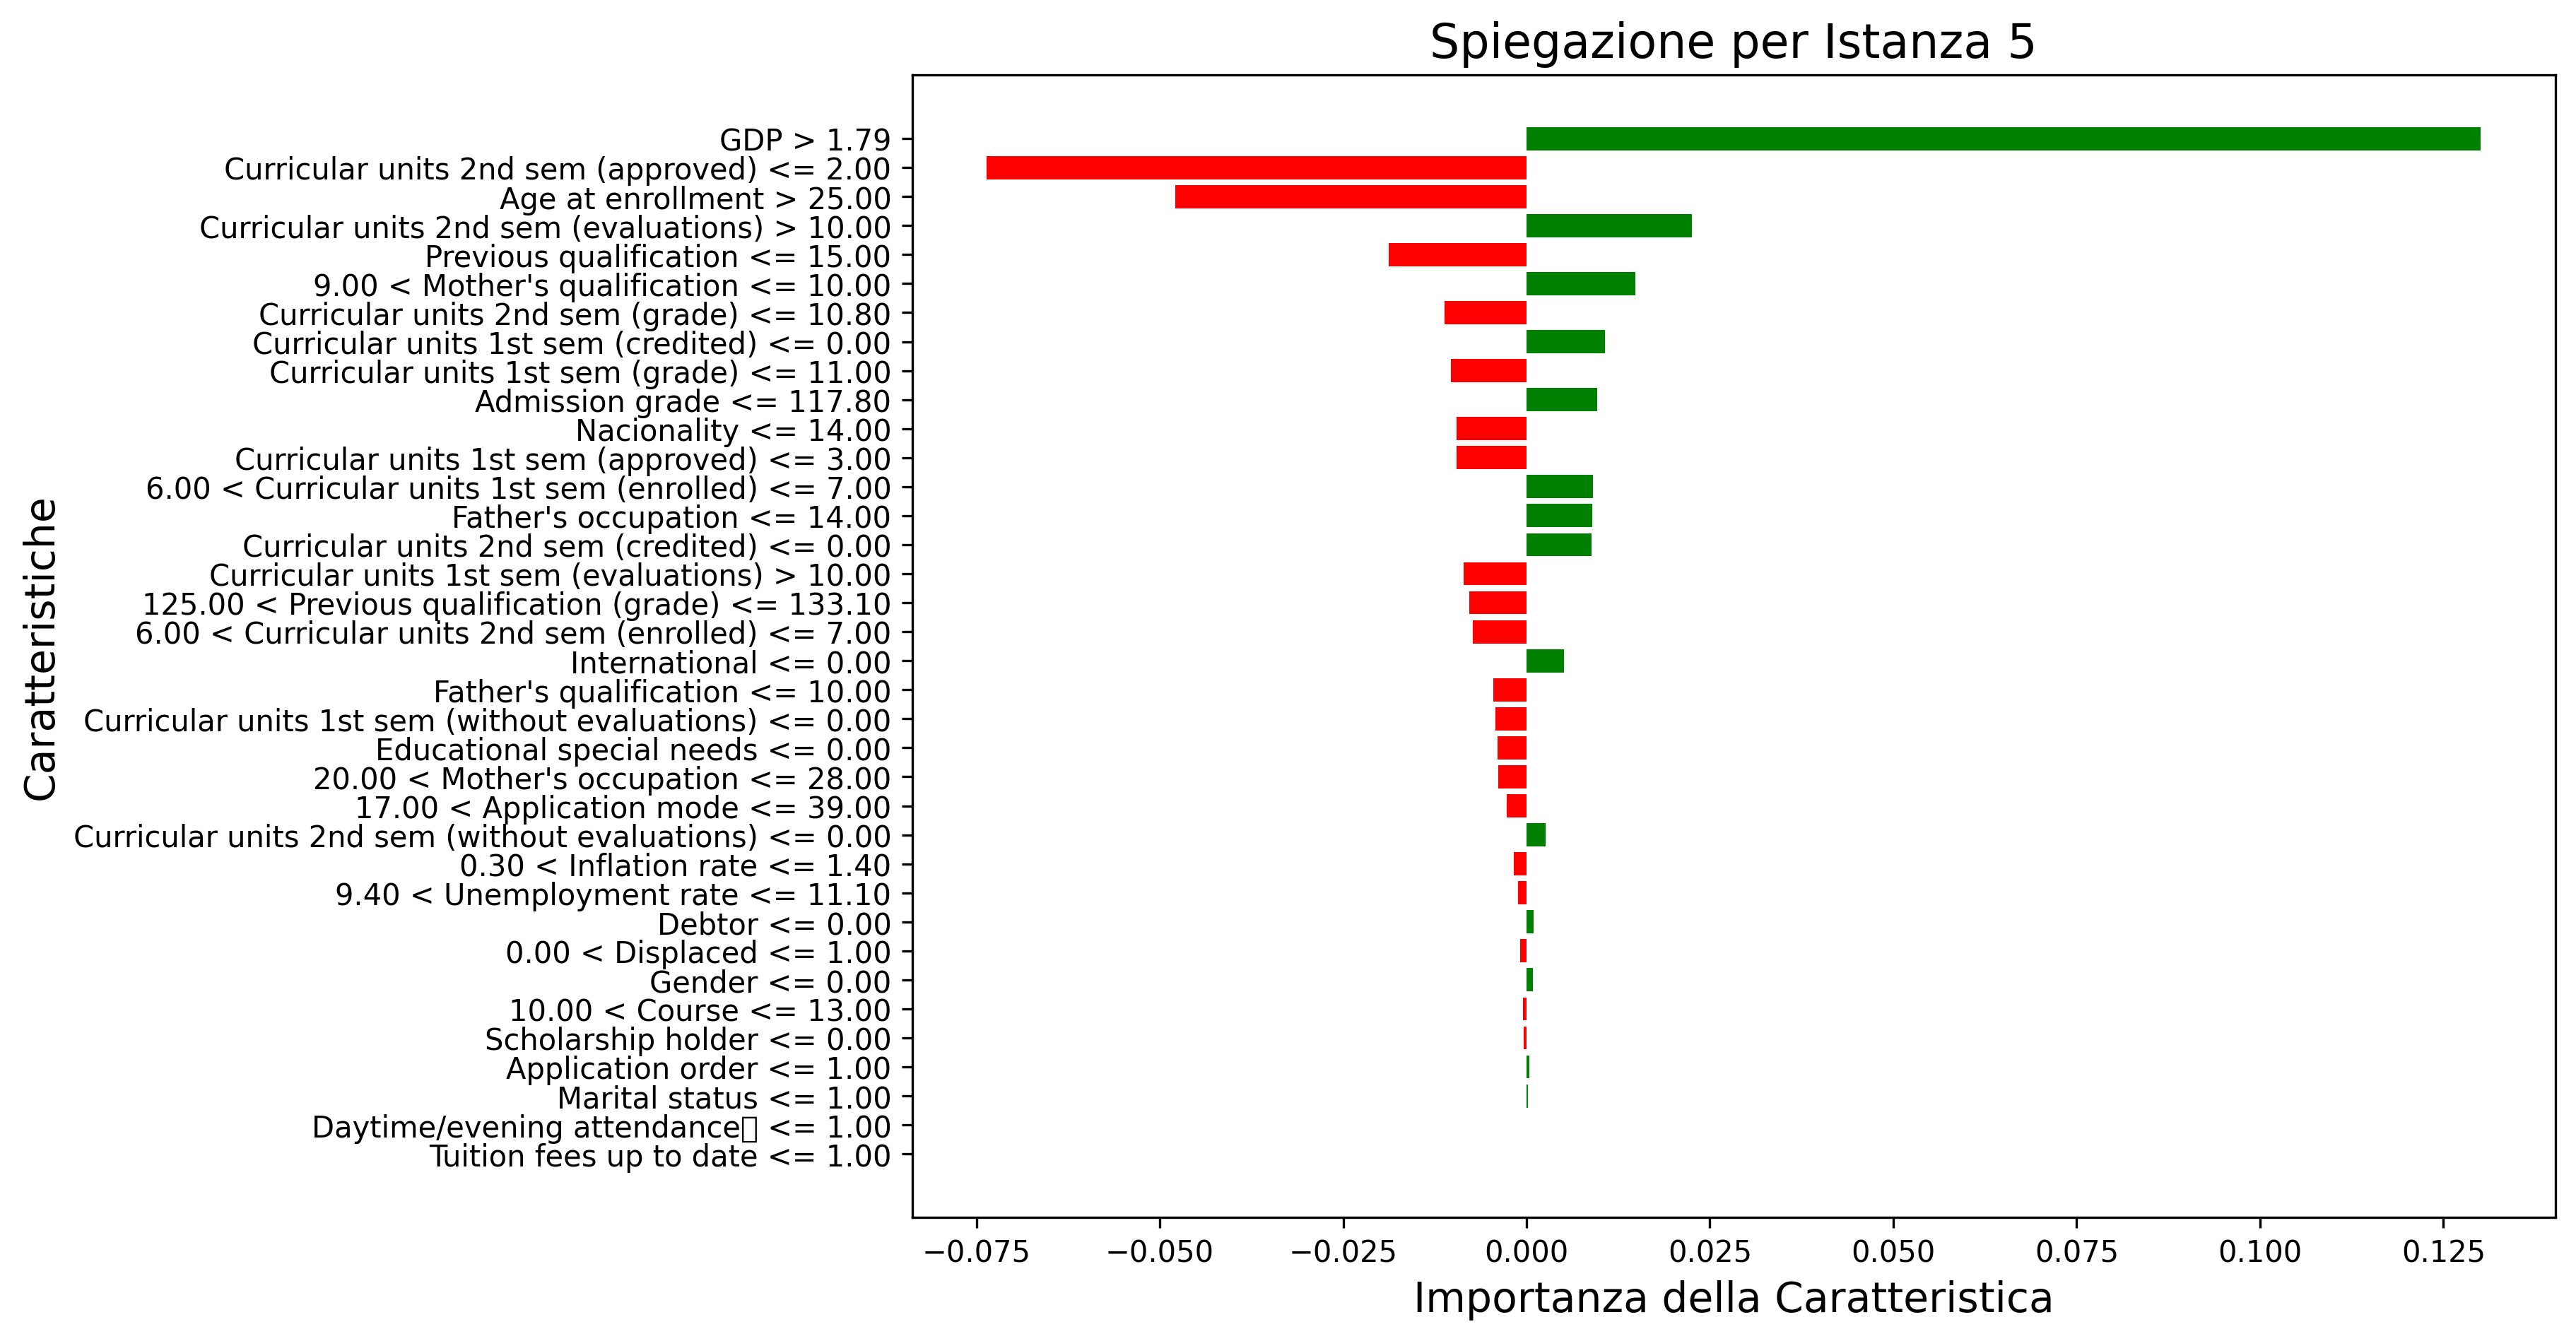 Spiegazione per Istanza 5
Caratteristiche
GDP > 1.79
Curricular units 2nd sem (approved) <= 2.00
Age at enrollment > 25.00
Curricular units 2nd sem (evaluations) > 10.00
Previous qualification <= 15.00
9.00 < Mother's qualification <= 10.00
Curricular units 2nd sem (grade) <= 10.80
Curricular units 1st sem (credited) <= 0.00
Curricular units 1st sem (grade) <= 11.00
Admission grade <= 117.80
Nacionality <= 14.00
Curricular units 1st sem (approved) <= 3.00
6.00 < Curricular units 1st sem (enrolled) <= 7.00
Father's occupation <= 14.00
Curricular units 2nd sem (credited) <= 0.00
Curricular units 1st sem (evaluations) > 10.00
125.00 < Previous qualification (grade) <= 133.10
6.00 < Curricular units 2nd sem (enrolled) <= 7.00
International <= 0.00
Father's qualification <= 10.00
Curricular units 1st sem (without evaluations) <= 0.00
Educational special needs <= 0.00
20.00 < Mother's occupation <= 28.00
17.00 < Application mode <= 39.00
Curricular units 2nd sem (without evaluations) <= 0.00
0.30 < Inflation rate <= 1.40
9.40 < Unemployment rate <= 11.10
Debtor <= 0.00
0.00 < Displaced <= 1.00
Gender <= 0.00
10.00 < Course <= 13.00
Scholarship holder <= 0.00
Application order <= 1.00
Marital status <= 1.00
Daytime/evening attendance▯ <= 1.00
Tuition fees up to date <= 1.00
−0.075 −0.050 −0.025 0.000 0.025 0.050 0.075 0.100 0.125
Importanza della Caratteristica